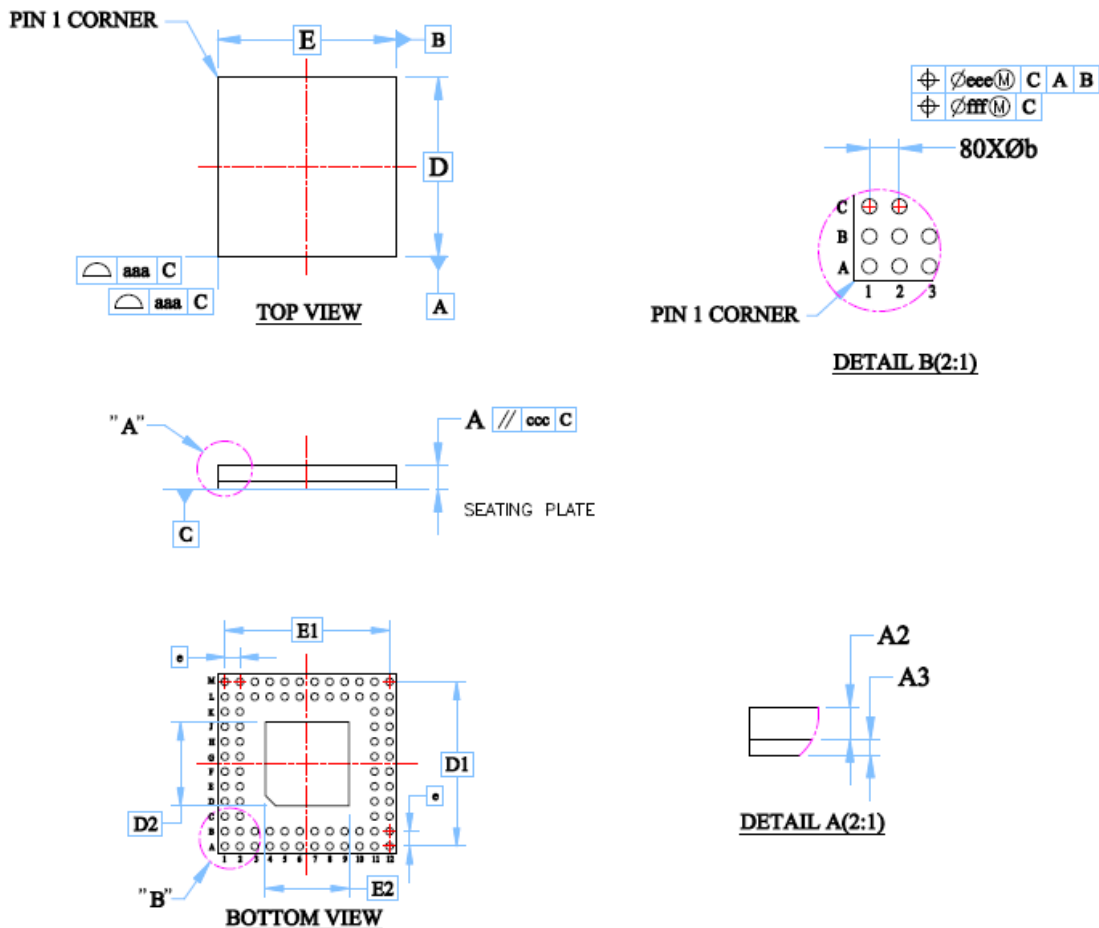 PIN 1 CORNER
E
B
D
A
⌓ aaa C
⌓ aaa C
TOP VIEW
⌖ Øeee Ⓜ C A B
⌖ Øfff Ⓜ C
80XØb
C
B
A
1 2 3
PIN 1 CORNER
DETAIL B(2:1)
"A"
A // ccc C
SEATING PLATE
C
E1
e
M
L
K
J
H
G
F
E
D
C
B
A
1 2 3 4 5 6 7 8 9 10 11 12
D1
e
D2
E2
"B"
BOTTOM VIEW
A2
A3
DETAIL A(2:1)